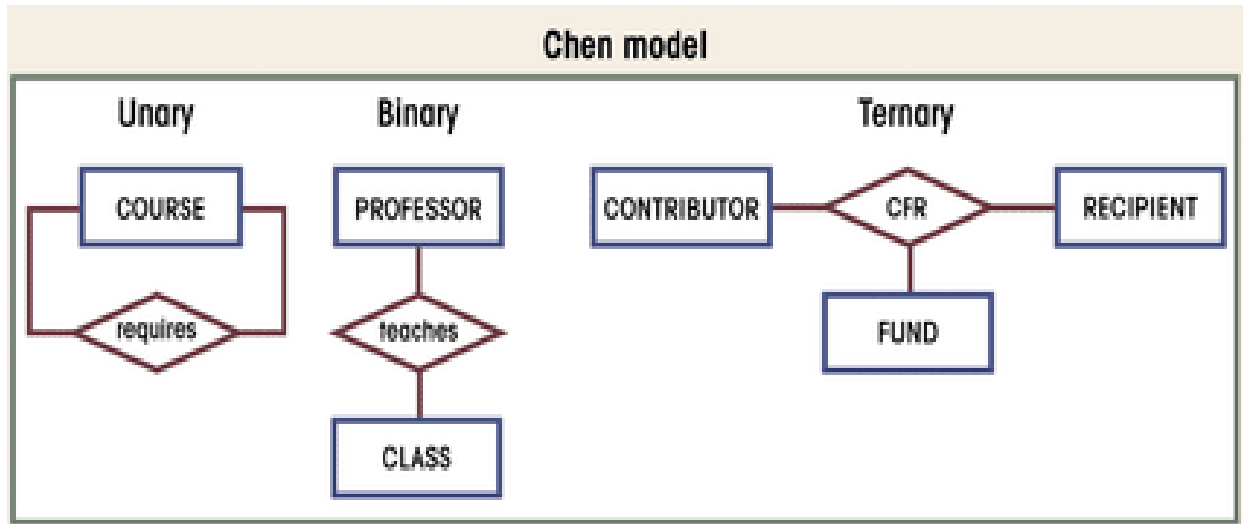 Chen model
Unary
Binary
Ternary
COURSE
requires
PROFESSOR
teaches
CLASS
CONTRIBUTOR
CFR
RECIPIENT
FUND